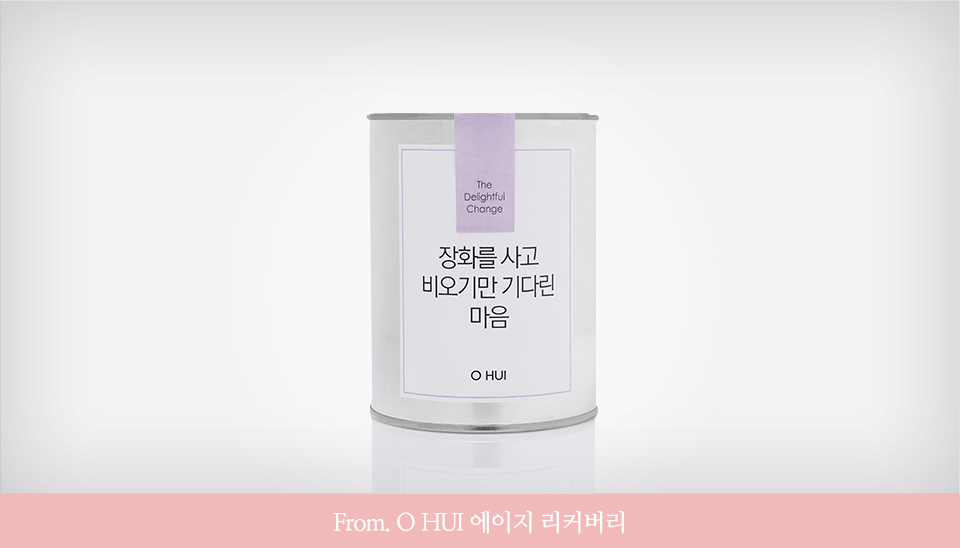 The
Delightful
Change
장화를 사고
비오기만 기다린
마음
O HUI
From. O HUI 에이지 리커버리